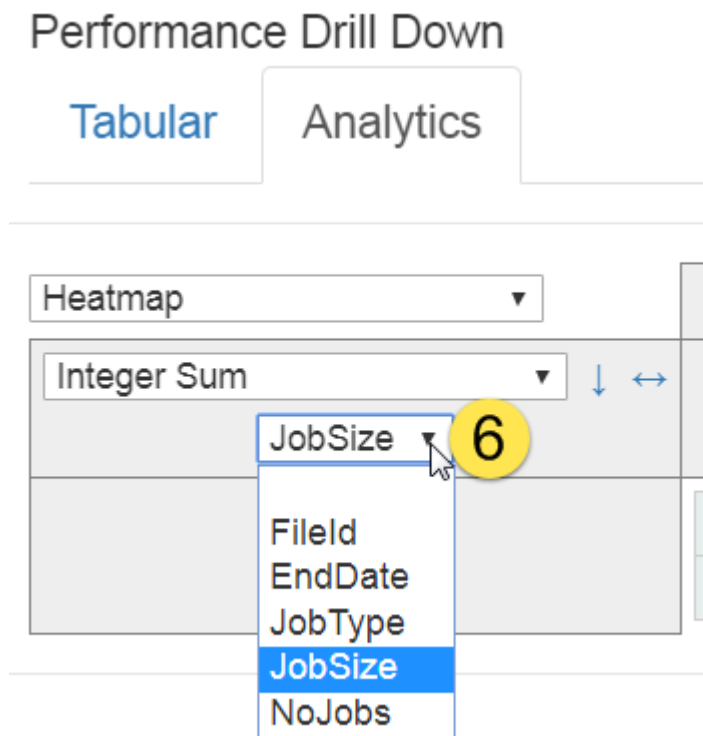 Performance Drill Down
Tabular Analytics
Heatmap
Integer Sum
JobSize 6
FileId
EndDate
JobType
JobSize
NoJobs